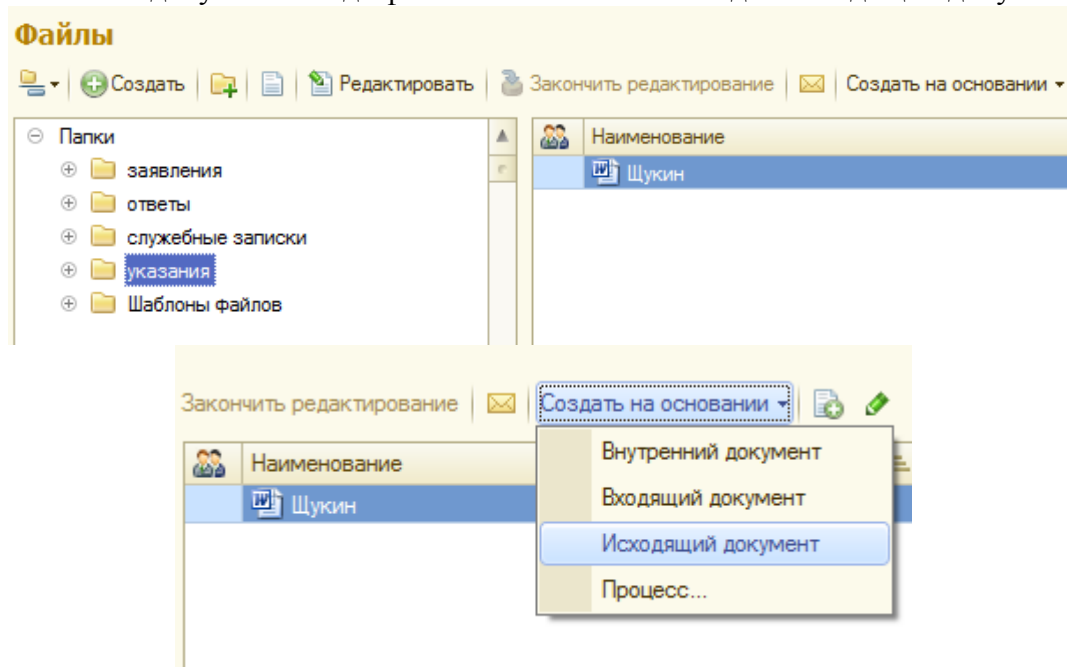 Файлы
Создать Редактировать Закончить редактирование Создать на основании
Папки
заявления
ответы
служебные записки
указания
Шаблоны файлов
Наименование
Щукин
Закончить редактирование Создать на основании
Наименование
Щукин
Внутренний документ
Входящий документ
Исходящий документ
Процесс...